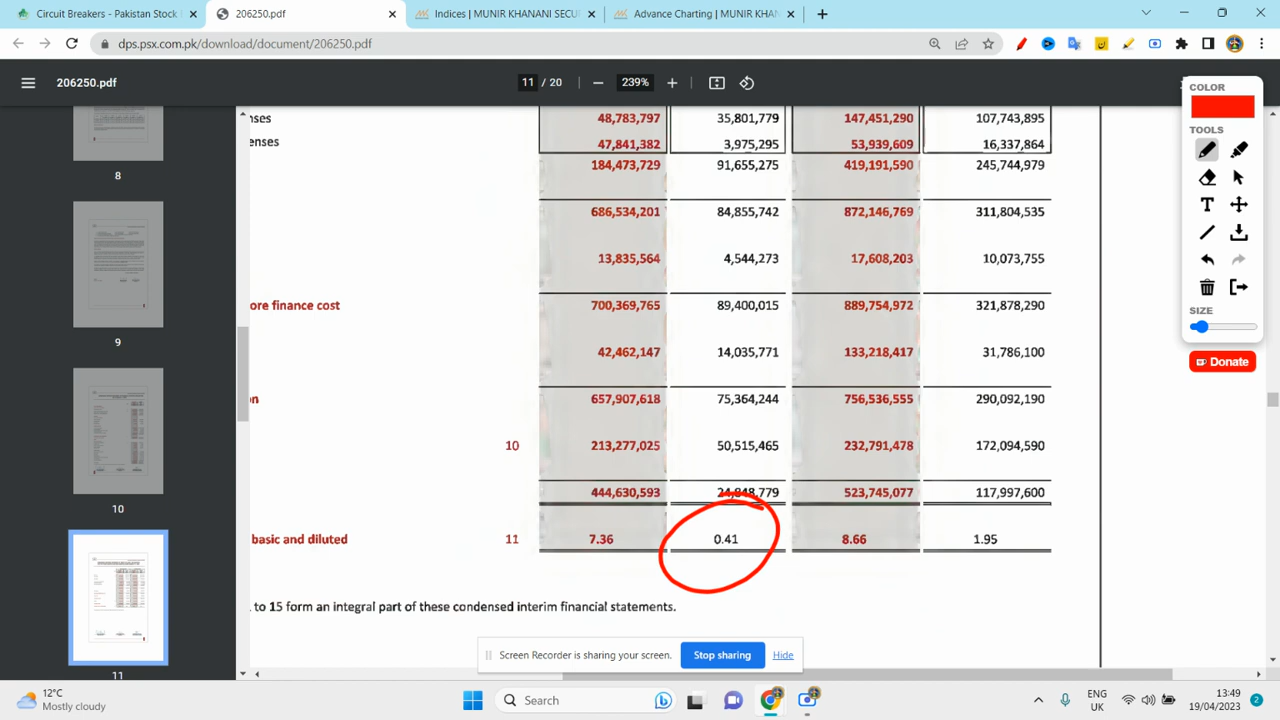 Circuit Breakers - Pakistan Stock
206250.pdf
Indices | MUNIR KHANANI SECU
Advance Charting | MUNIR KHAN
dps.psx.com.pk/download/document/206250.pdf
206250.pdf
11 / 20
239%
COLOR
TOOLS
T
SIZE
Donate
8
9
10
11
nses 48,783,797 35,801,779 147,451,290 107,743,895
enses 47,841,382 3,975,295 53,939,609 16,337,864
184,473,729 91,655,275 419,191,590 245,744,979
686,534,201 84,855,742 872,146,769 311,804,535
13,835,564 4,544,273 17,608,203 10,073,755
ore finance cost 700,369,765 89,400,015 889,754,972 321,878,290
42,462,147 14,035,771 133,218,417 31,786,100
on 657,907,618 75,364,244 756,536,555 290,092,190
10 213,277,025 50,515,465 232,791,478 172,094,590
444,630,593 24,848,779 523,745,077 117,997,600
basic and diluted 11 7.36 0.41 8.66 1.95
to 15 form an integral part of these condensed interim financial statements.
Screen Recorder is sharing your screen. Stop sharing Hide
12°C
Mostly cloudy
Search
ENG
UK
13:49
19/04/2023
2